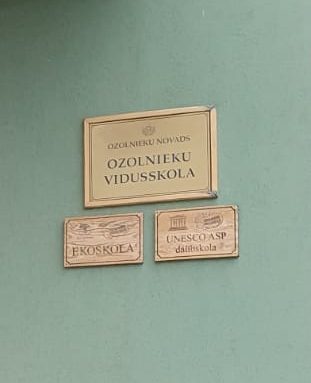 OZOLNIEKU NOVADS
OZOLNIEKU
VIDUSSKOLA
EKOSKOLA
UNESCO ASP
dalībskola